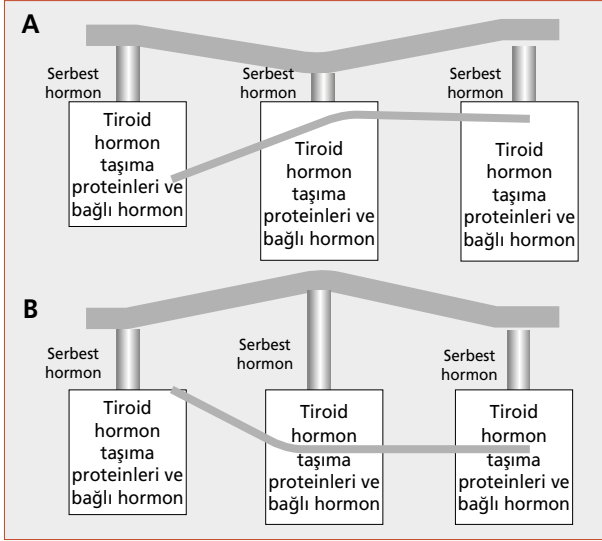 A
Serbest
hormon
Serbest
hormon
Serbest
hormon
Tiroid
hormon
taşıma
proteinleri ve
bağlı hormon
Tiroid
hormon
taşıma
proteinleri ve
bağlı hormon
Tiroid
hormon
taşıma
proteinleri ve
bağlı hormon
B
Serbest
hormon
Serbest
hormon
Serbest
hormon
Tiroid
hormon
taşıma
proteinleri ve
bağlı hormon
Tiroid
hormon
taşıma
proteinleri ve
bağlı hormon
Tiroid
hormon
taşıma
proteinleri ve
bağlı hormon